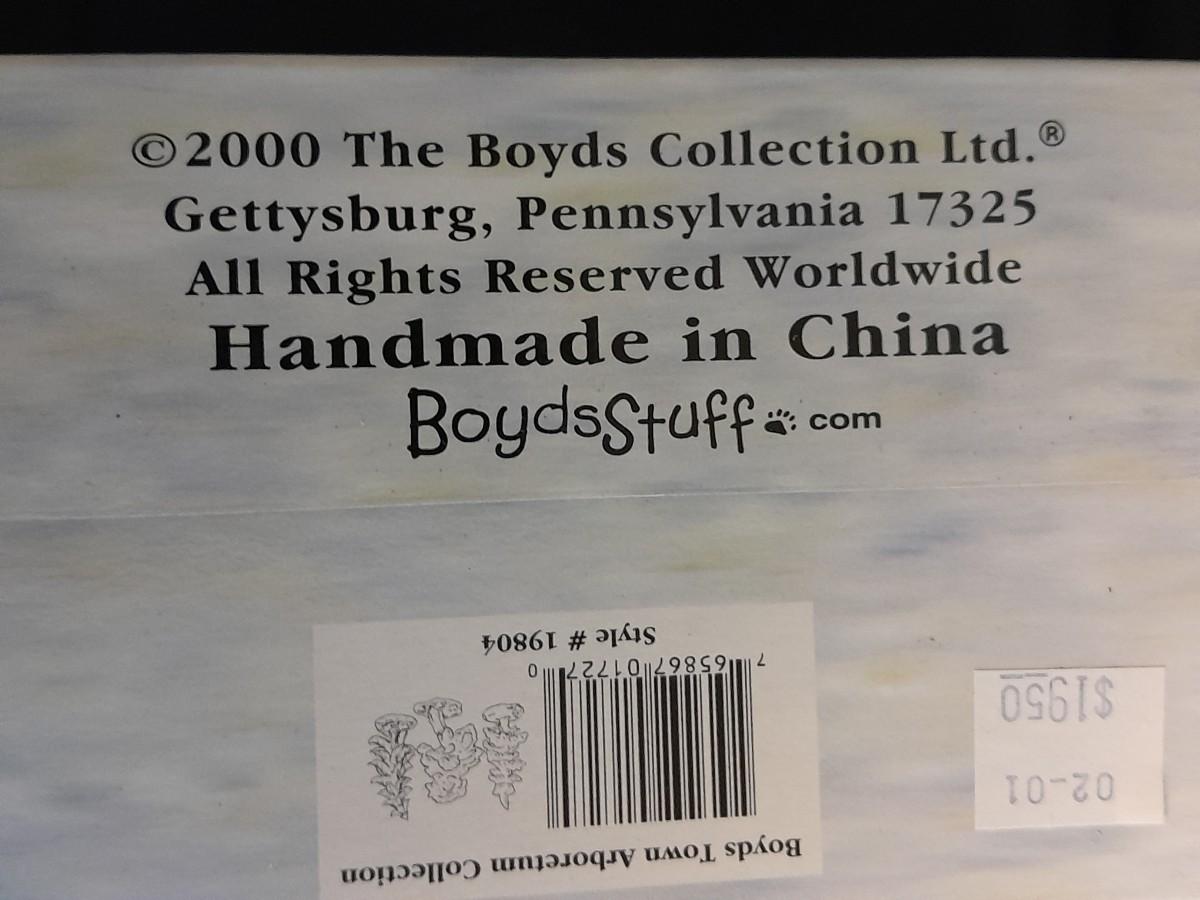 ©2000 The Boyds Collection Ltd.®
Gettysburg, Pennsylvania 17325
All Rights Reserved Worldwide
Handmade in China
BoydsStuff.com
Boyds Town Arboretum Collection
7 65867 01727 0
Style # 19804
02-01
$1950